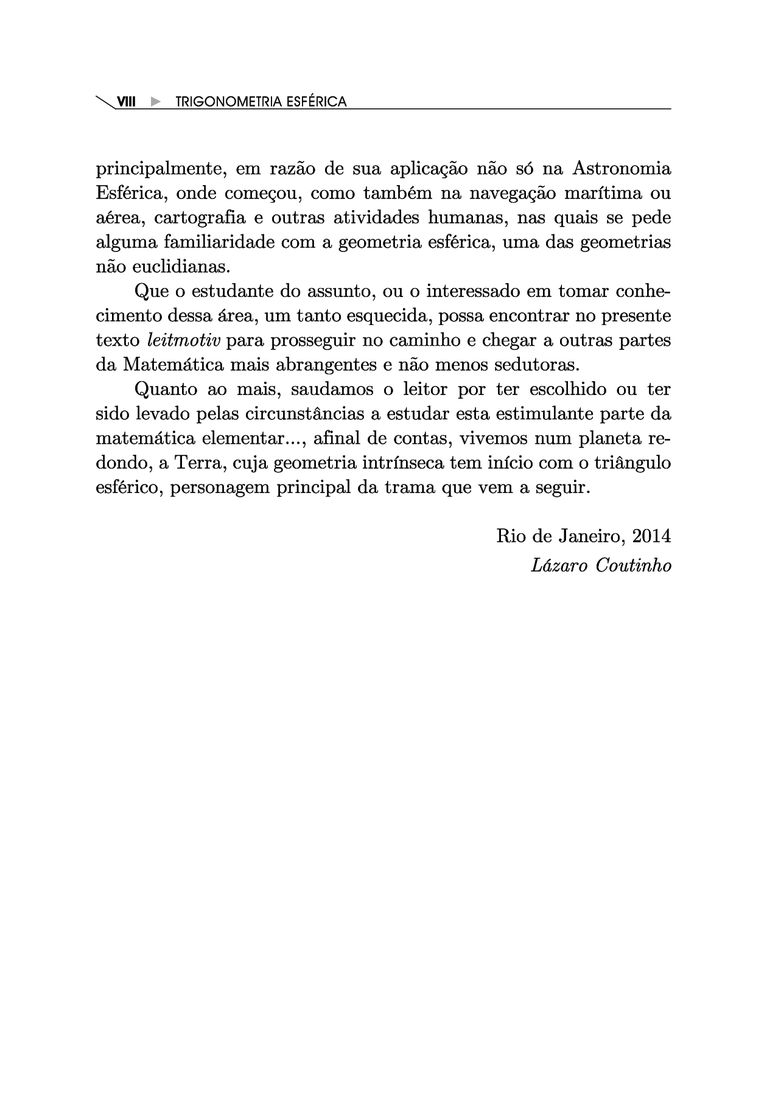 VIII ▶ TRIGONOMETRIA ESFÉRICA
principalmente, em razão de sua aplicação não só na Astronomia
Esférica, onde começou, como também na navegação marítima ou
aérea, cartografia e outras atividades humanas, nas quais se pede
alguma familiaridade com a geometria esférica, uma das geometrias
não euclidianas.
Que o estudante do assunto, ou o interessado em tomar conhe-
cimento dessa área, um tanto esquecida, possa encontrar no presente
texto leitmotiv para prosseguir no caminho e chegar a outras partes
da Matemática mais abrangentes e não menos sedutoras.
Quanto ao mais, saudamos o leitor por ter escolhido ou ter
sido levado pelas circunstâncias a estudar esta estimulante parte da
matemática elementar..., afinal de contas, vivemos num planeta re-
dondo, a Terra, cuja geometria intrínseca tem início com o triângulo
esférico, personagem principal da trama que vem a seguir.
Rio de Janeiro, 2014
Lázaro Coutinho